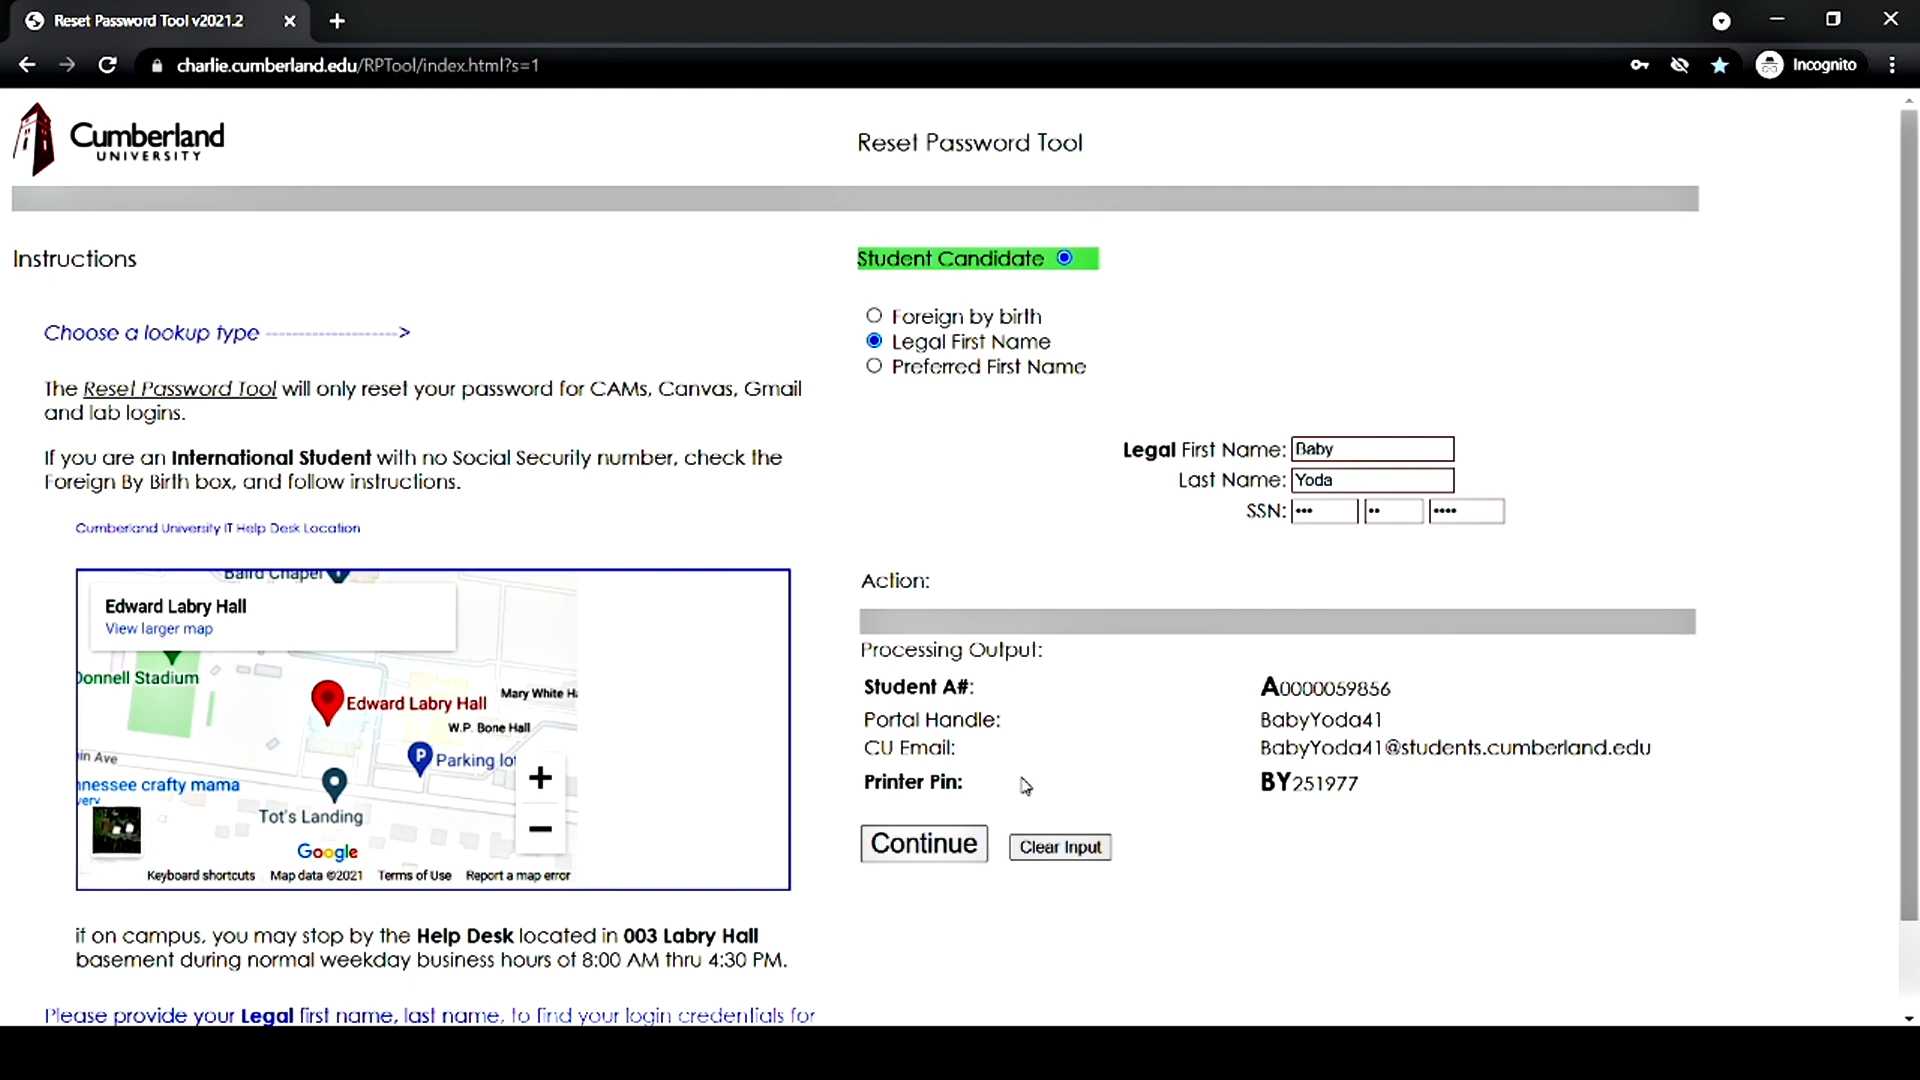 Reset Password Tool v2021.2
charlie.cumberland.edu/RPTool/index.html?s=1
Incognito
Cumberland
UNIVERSITY
Reset Password Tool
Instructions
Student Candidate
Choose a lookup type ------------------->
Foreign by birth
Legal First Name
Preferred First Name
The Reset Password Tool will only reset your password for CAMs, Canvas, Gmail
and lab logins.
If you are an International Student with no Social Security number, check the
Foreign By Birth box, and follow instructions.
Legal First Name: Baby
Last Name: Yoda
SSN: ••• •• ••••
Cumberland University IT Help Desk Location
Baird Chapel
Edward Labry Hall
View larger map
Donnell Stadium
Edward Labry Hall
Mary White Ha
W.P. Bone Hall
Parking lot
in Ave
nnessee crafty mama
very
Tot's Landing
Google
Keyboard shortcuts Map data ©2021 Terms of Use Report a map error
Action:
Processing Output:
Student A#: A0000059856
Portal Handle: BabyYoda41
CU Email: BabyYoda41@students.cumberland.edu
Printer Pin: BY251977
Continue Clear Input
if on campus, you may stop by the Help Desk located in 003 Labry Hall
basement during normal weekday business hours of 8:00 AM thru 4:30 PM.
Please provide your Legal first name, last name, to find your login credentials for